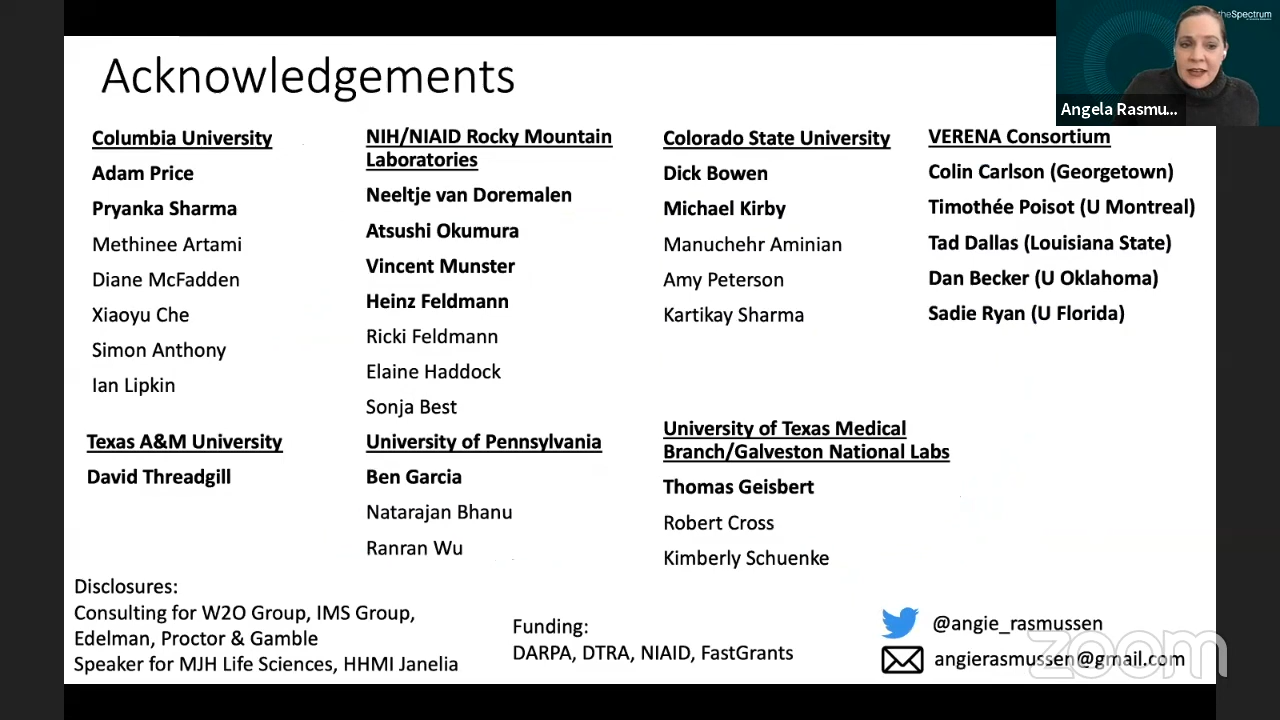 Acknowledgements
theSpectrum
Angela Rasmu...
Columbia University
Adam Price
Pryanka Sharma
Methinee Artami
Diane McFadden
Xiaoyu Che
Simon Anthony
Ian Lipkin
NIH/NIAID Rocky Mountain
Laboratories
Neeltje van Doremalen
Atsushi Okumura
Vincent Munster
Heinz Feldmann
Ricki Feldmann
Elaine Haddock
Sonja Best
Colorado State University
Dick Bowen
Michael Kirby
Manuchehr Aminian
Amy Peterson
Kartikay Sharma
VERENA Consortium
Colin Carlson (Georgetown)
Timothée Poisot (U Montreal)
Tad Dallas (Louisiana State)
Dan Becker (U Oklahoma)
Sadie Ryan (U Florida)
Texas A&M University
David Threadgill
University of Pennsylvania
Ben Garcia
Natarajan Bhanu
Ranran Wu
University of Texas Medical
Branch/Galveston National Labs
Thomas Geisbert
Robert Cross
Kimberly Schuenke
Disclosures:
Consulting for W2O Group, IMS Group,
Edelman, Proctor & Gamble
Speaker for MJH Life Sciences, HHMI Janelia
Funding:
DARPA, DTRA, NIAID, FastGrants
@angie_rasmussen
angierasmussen@gmail.com
zoom